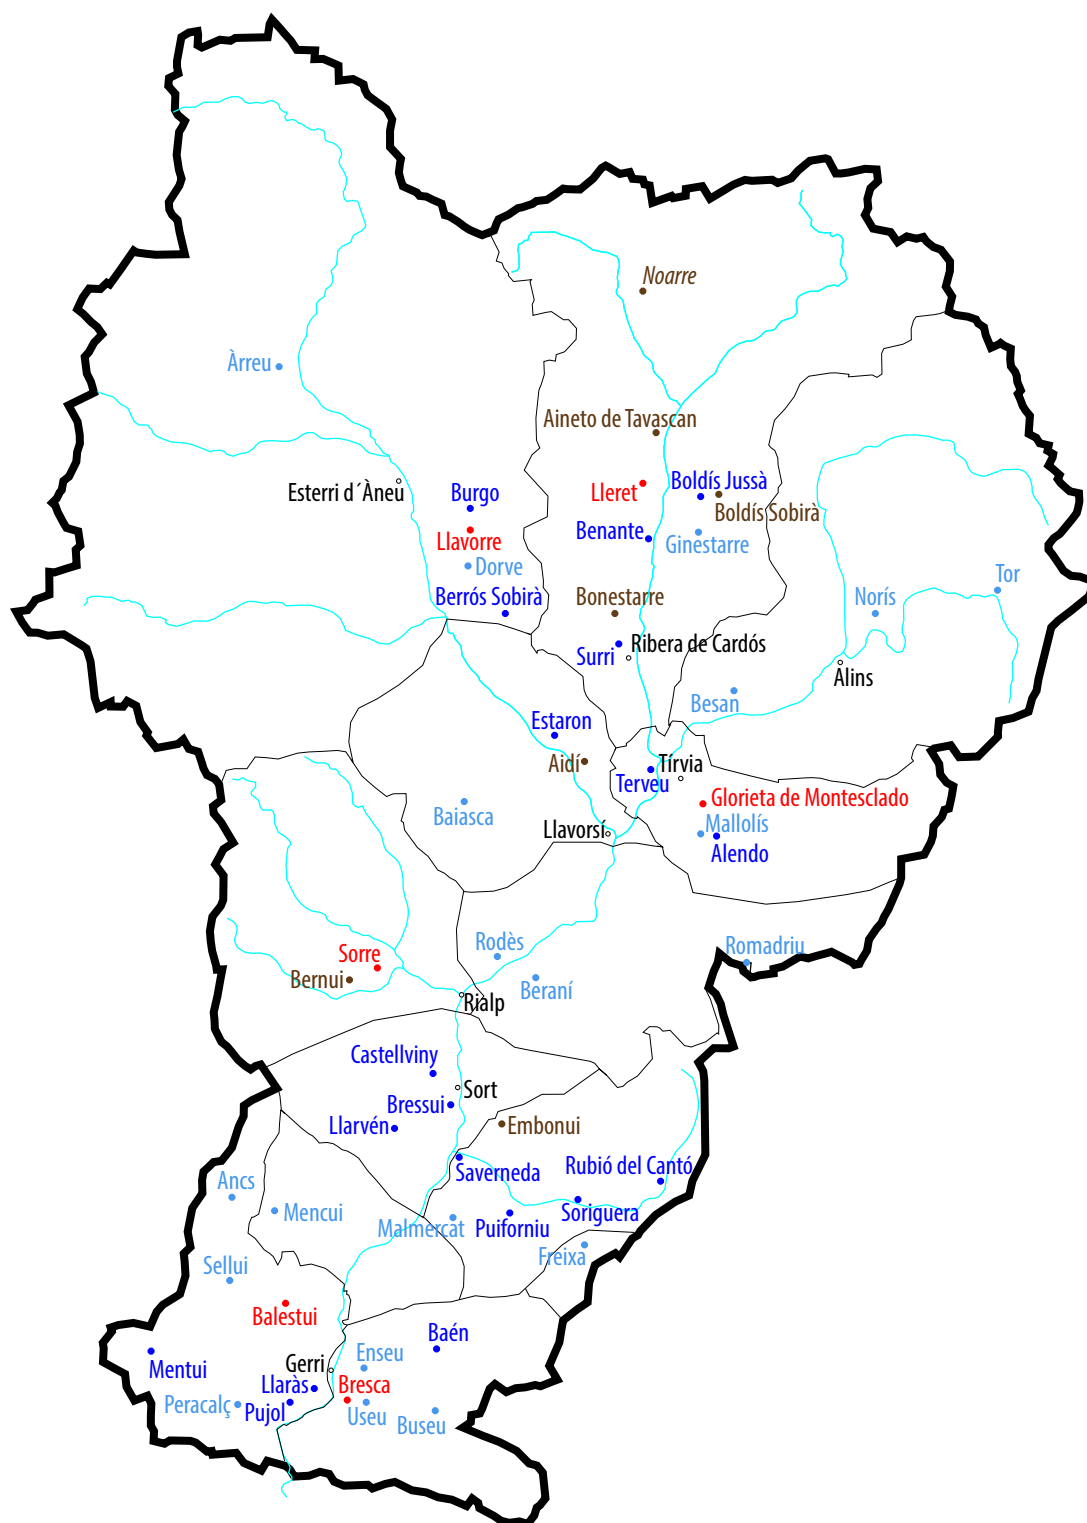 Noarre
Àrreu
Aineto de Tavascan
Esterri d´Àneu
Burgo
Lleret
Boldís Jussà
Boldís Sobirà
Llavorre
Benante
Ginestarre
Dorve
Tor
Berrós Sobirà
Bonestarre
Norís
Surri
Ribera de Cardós
Àlins
Besan
Estaron
Aidí
Tírvia
Terveu
Baiasca
Glorieta de Montesclado
Llavorsí
Mallolís
Alendo
Rodès
Romadriu
Sorre
Bernui
Beraní
Rialp
Castellviny
Sort
Bressui
Llarvén
Embonui
Saverneda
Rubió del Cantó
Ancs
Mencui
Malmercat
Puiforniu
Soriguera
Freixa
Sellui
Balestui
Baén
Mentui
Gerri
Enseu
Llaràs
Bresca
Peracalç
Pujol
Useu
Buseu